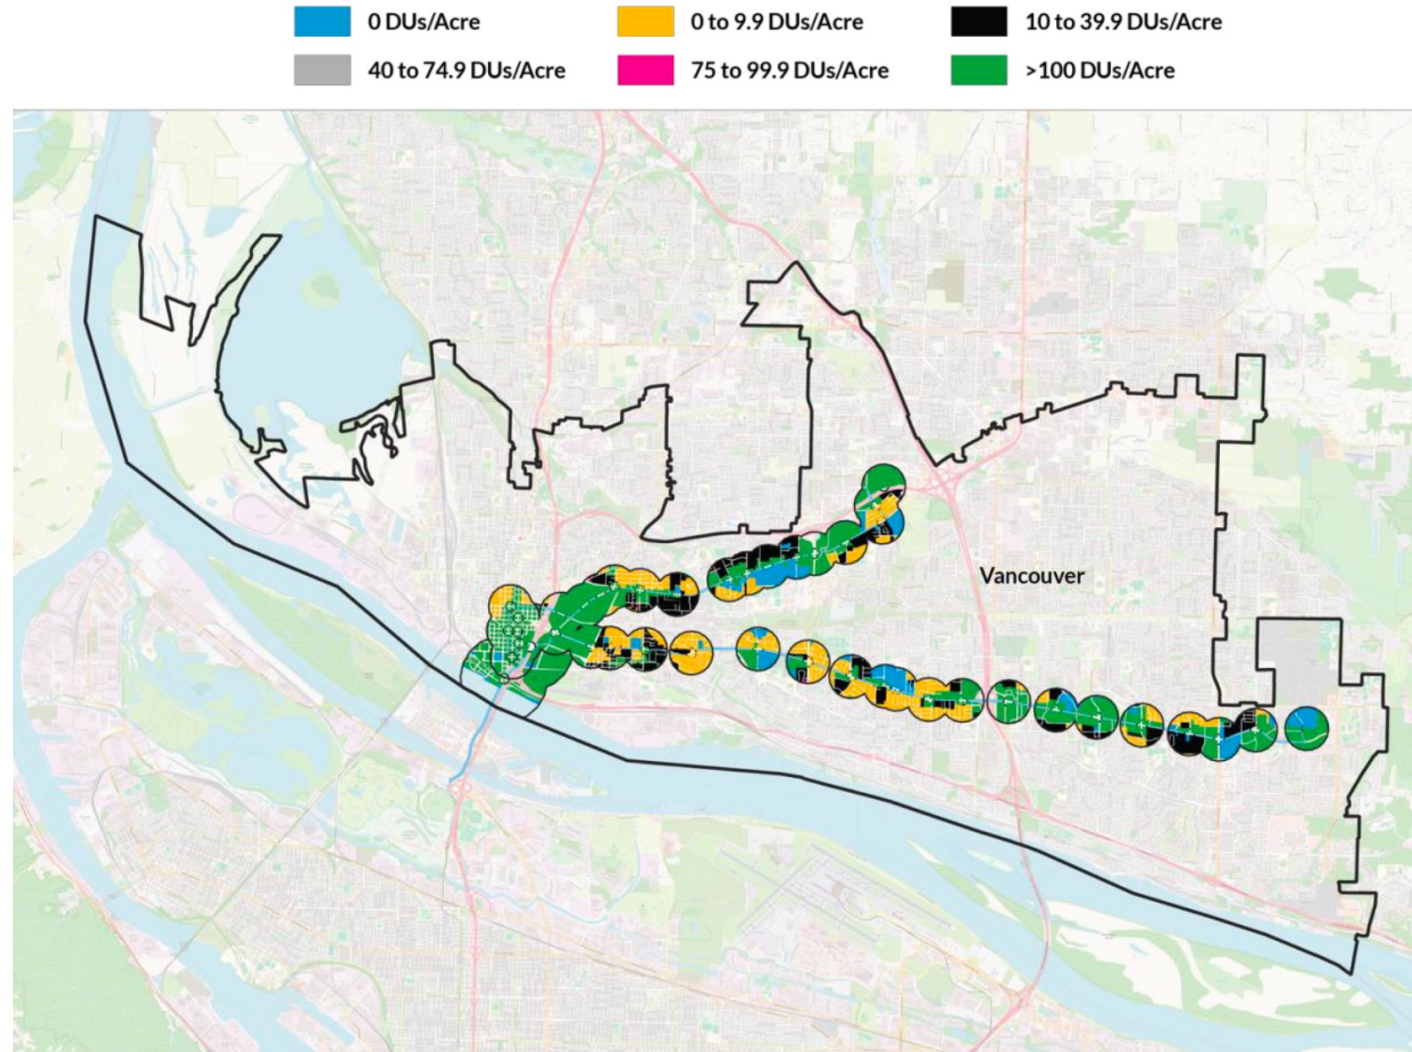 0 DUs/Acre
0 to 9.9 DUs/Acre
10 to 39.9 DUs/Acre
40 to 74.9 DUs/Acre
75 to 99.9 DUs/Acre
>100 DUs/Acre
Vancouver